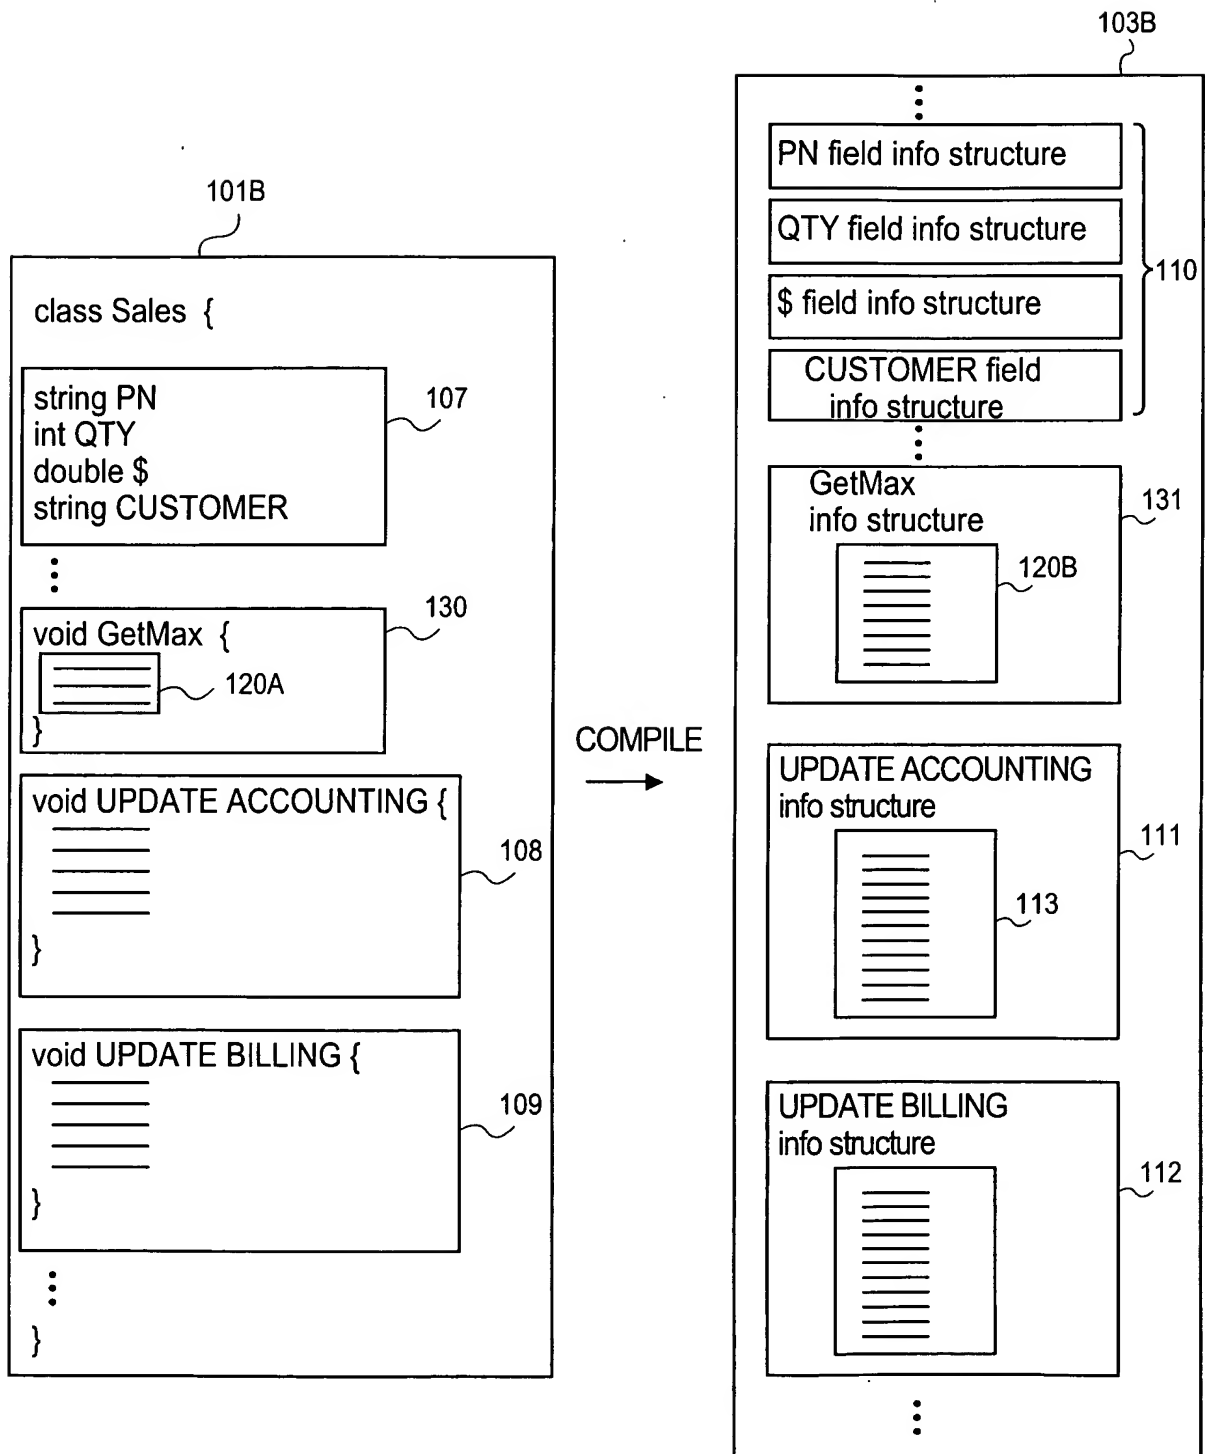 101B
class Sales {
string PN
int QTY
double $
string CUSTOMER
107
void GetMax {
120A
}
130
void UPDATE ACCOUNTING {
}
108
void UPDATE BILLING {
}
109
}
COMPILE
103B
PN field info structure
QTY field info structure
$ field info structure
CUSTOMER field
info structure
110
GetMax
info structure
120B
131
UPDATE ACCOUNTING
info structure
113
111
UPDATE BILLING
info structure
112